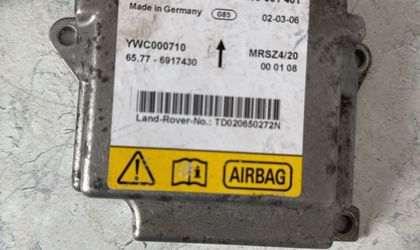 Made in Germany 085 02-03-06
YWC000710 MRSZ4/20
65.77 - 6917430 00 01 08
Land-Rover-No.: TD020650272N
AIRBAG